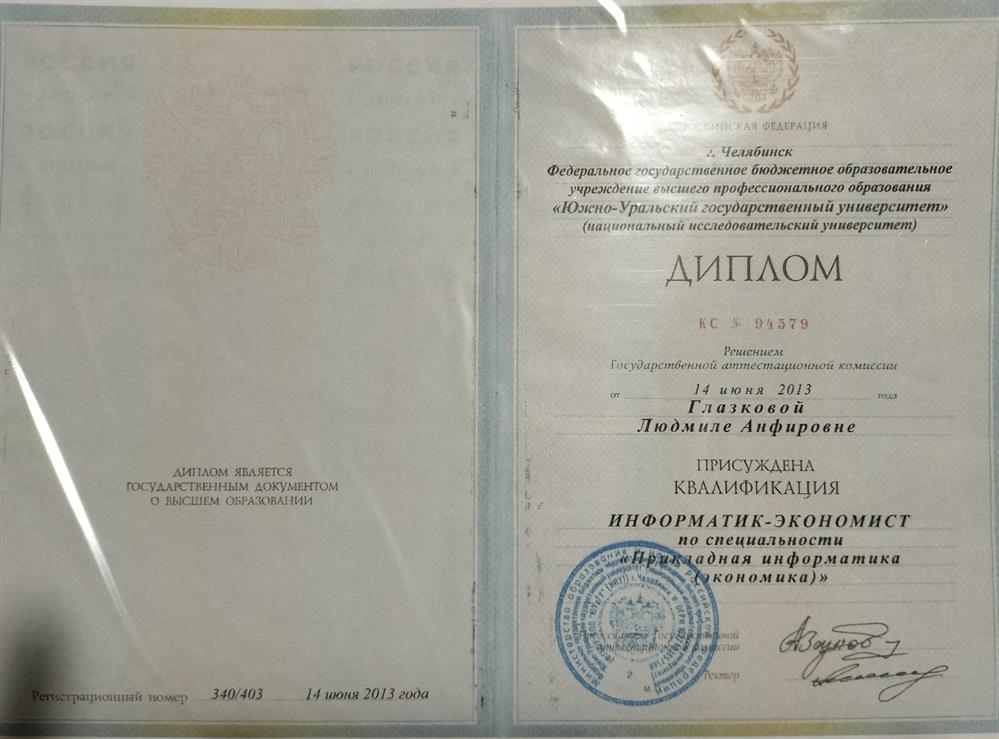 ДИПЛОМ ЯВЛЯЕТСЯ
ГОСУДАРСТВЕННЫМ ДОКУМЕНТОМ
О ВЫСШЕМ ОБРАЗОВАНИИ
Регистрационный номер 340/403 14 июня 2013 года
РОССИЙСКАЯ ФЕДЕРАЦИЯ
г. Челябинск
Федеральное государственное бюджетное образовательное
учреждение высшего профессионального образования
«Южно-Уральский государственный университет»
(национальный исследовательский университет)
ДИПЛОМ
КС № 94579
Решением
Государственной аттестационной комиссии
от 14 июня 2013 года
Глазковой
Людмиле Анфировне
ПРИСУЖДЕНА
КВАЛИФИКАЦИЯ
ИНФОРМАТИК-ЭКОНОМИСТ
по специальности
«Прикладная информатика
(экономика)»
Председатель Государственной
аттестационной комиссии
Ректор
2
М.